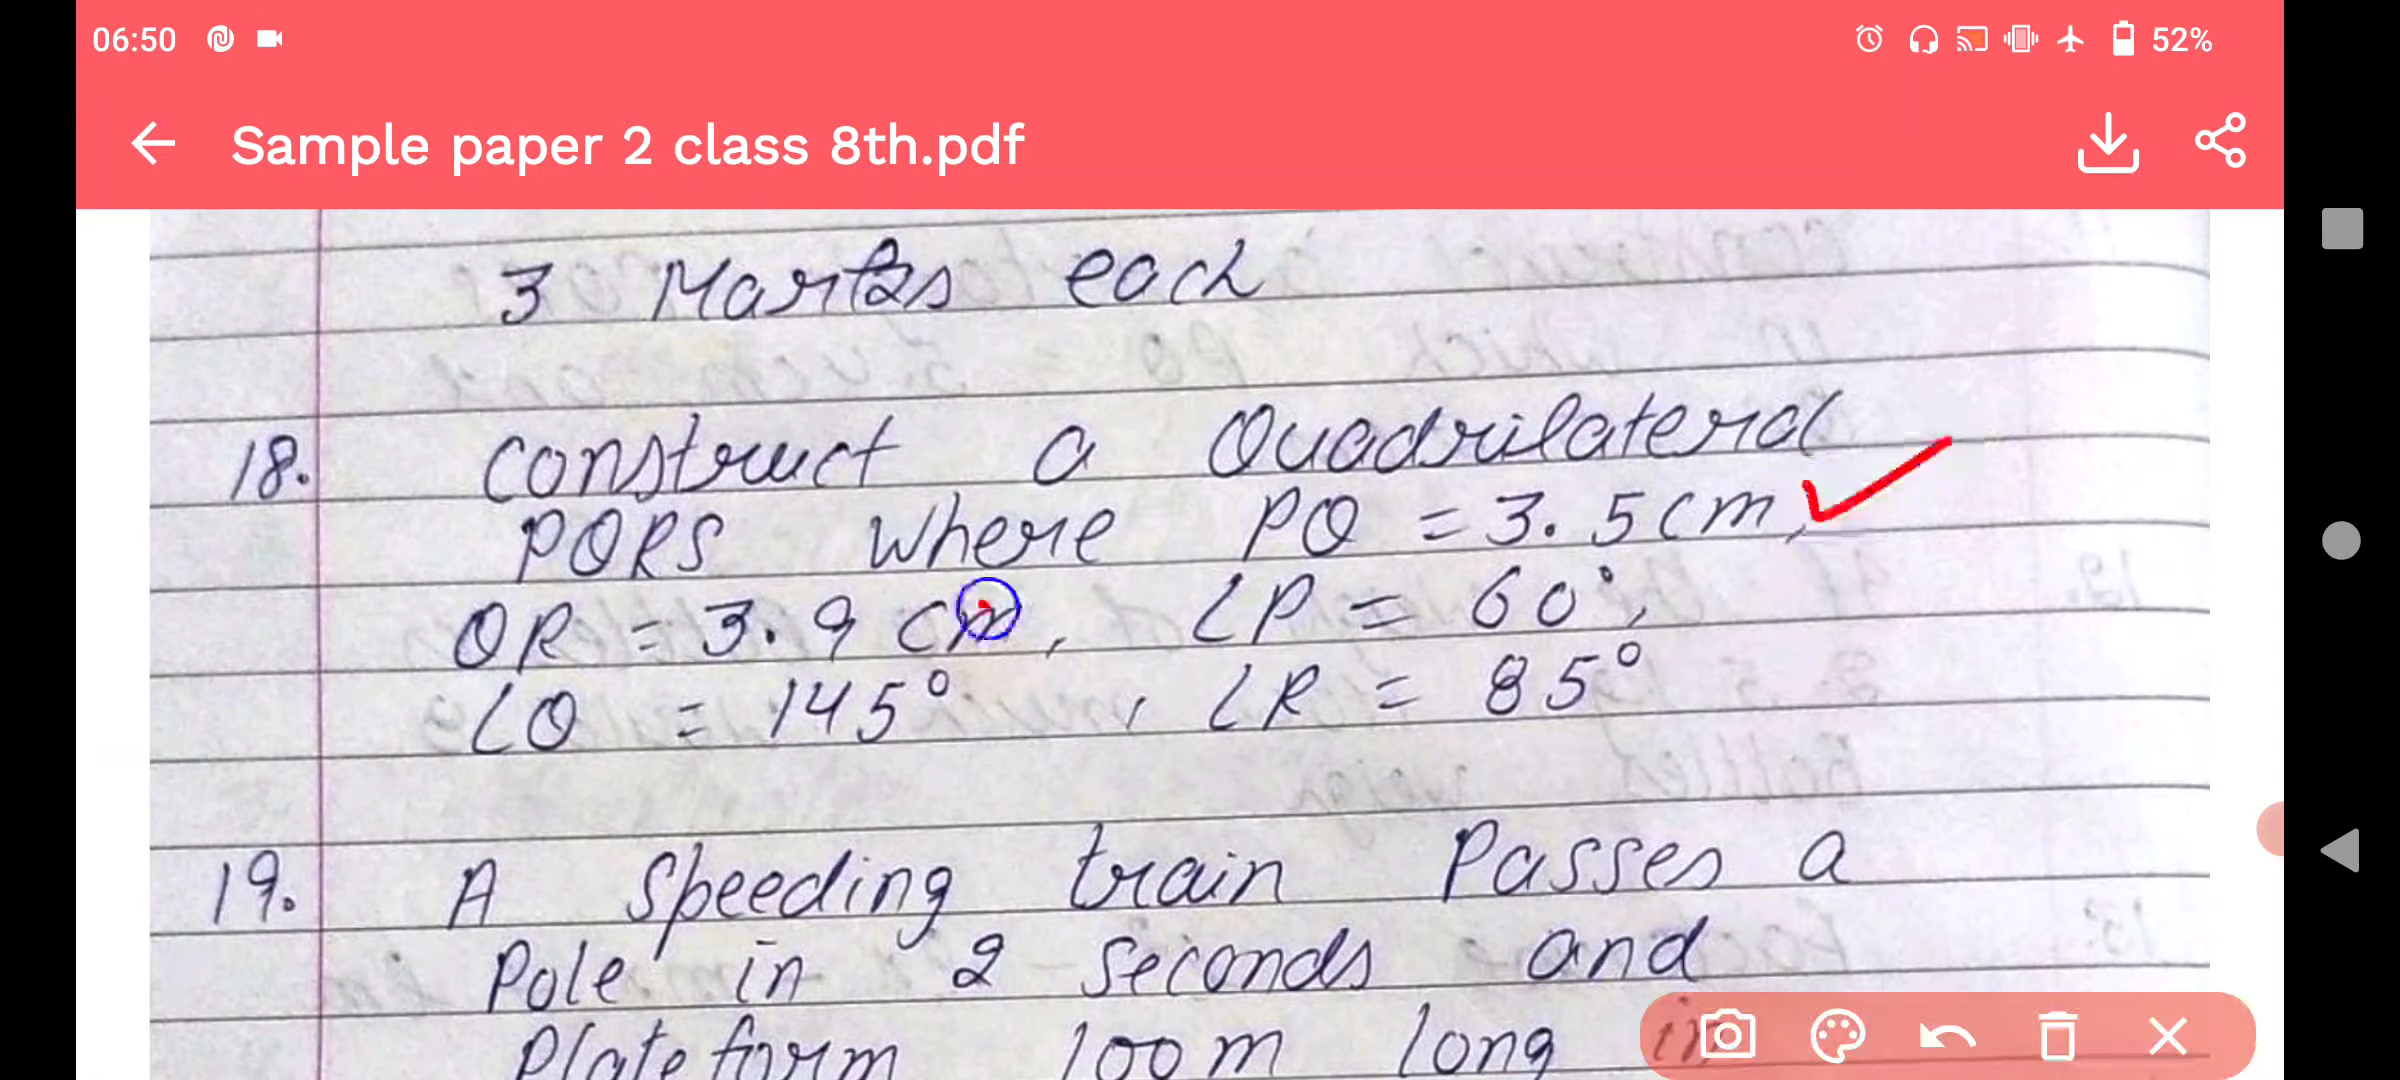 06:50 52%
Sample paper 2 class 8th.pdf
3 Marks each
18. Construct a Quadrilateral
PQRS where PQ = 3.5cm,
QR = 3.9 cm, ∠P = 60°,
∠Q = 145°, ∠R = 85°
19. A speeding train Passes a
Pole in 2 seconds and
Plateform 100m long in